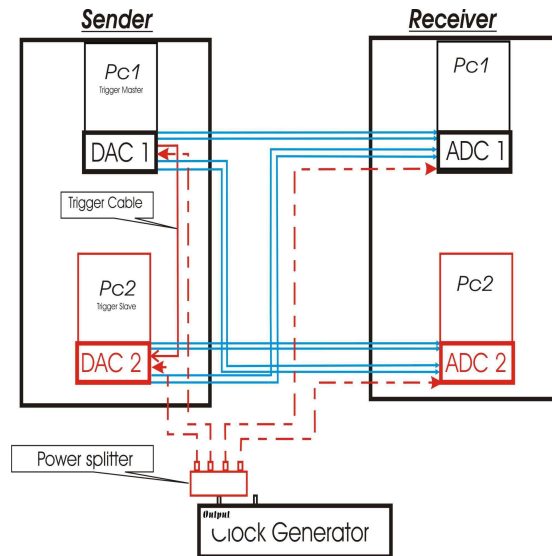 Sender
Receiver
Pc1
Trigger Master
Pc1
DAC 1
ADC 1
Trigger Cable
Pc2
Trigger Slave
Pc2
DAC 2
ADC 2
Power splitter
Output
Clock Generator